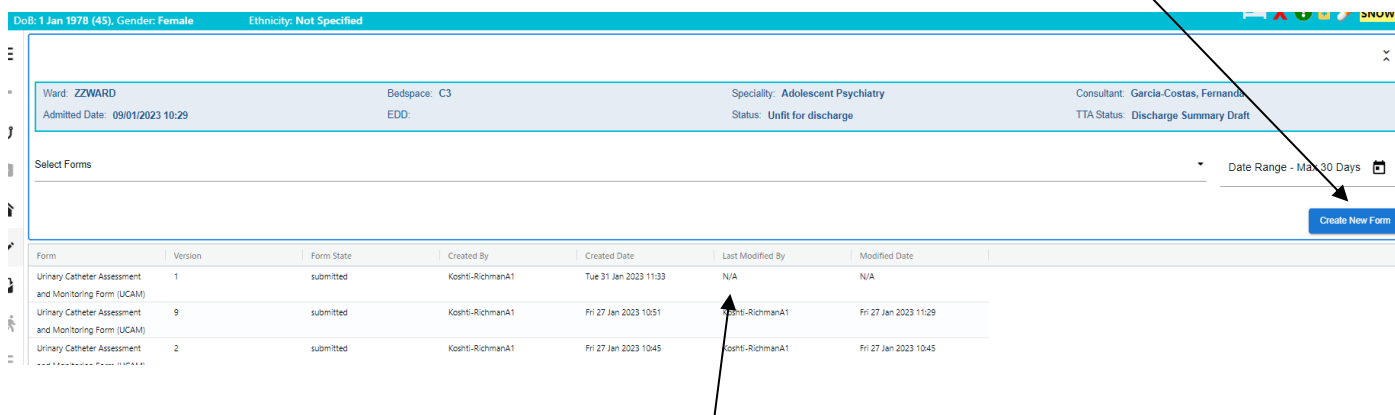 DoB: 1 Jan 1978 (45), Gender: Female Ethnicity: Not Specified SNOW
Ward: ZZWARD Bedspace: C3 Speciality: Adolescent Psychiatry Consultant: Garcia-Costas, Fernanda
Admitted Date: 09/01/2023 10:29 EDD: Status: Unfit for discharge TTA Status: Discharge Summary Draft
Select Forms Date Range - Max 30 Days
Create New Form
Form Version Form State Created By Created Date Last Modified By Modified Date
Urinary Catheter Assessment 1 submitted Koshti-RichmanA1 Tue 31 Jan 2023 11:33 N/A N/A
and Monitoring Form (UCAM)
Urinary Catheter Assessment 9 submitted Koshti-RichmanA1 Fri 27 Jan 2023 10:51 Koshti-RichmanA1 Fri 27 Jan 2023 11:29
and Monitoring Form (UCAM)
Urinary Catheter Assessment 2 submitted Koshti-RichmanA1 Fri 27 Jan 2023 10:45 Koshti-RichmanA1 Fri 27 Jan 2023 10:45
and Monitoring Form (UCAM)